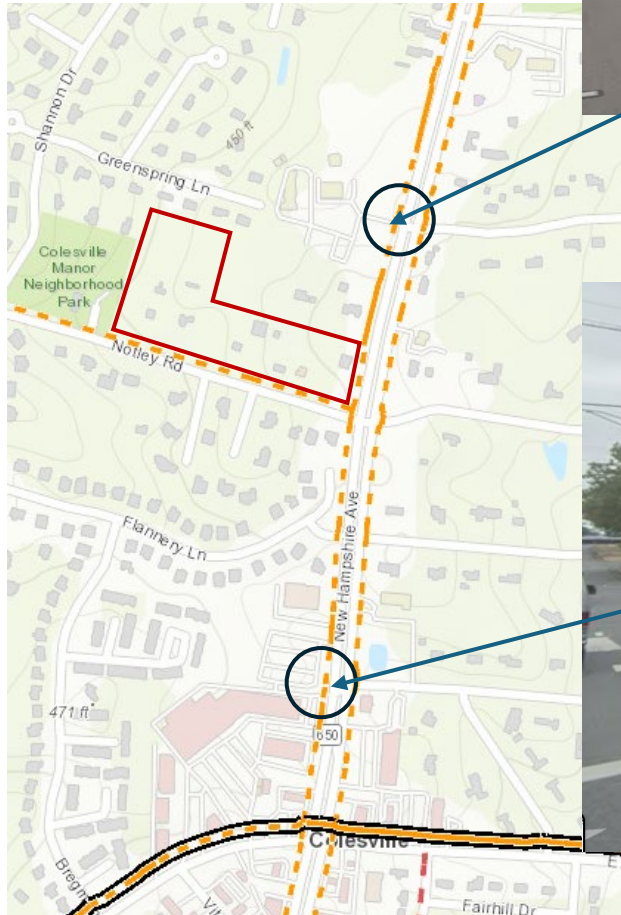 Shannon Dr
450 ft
Greenspring Ln
Colesville
Manor
Neighborhood
Park
Notley Rd
New Hampshire Ave
Flannery Ln
471 ft
650
Colesville
E
Fairhill Dr